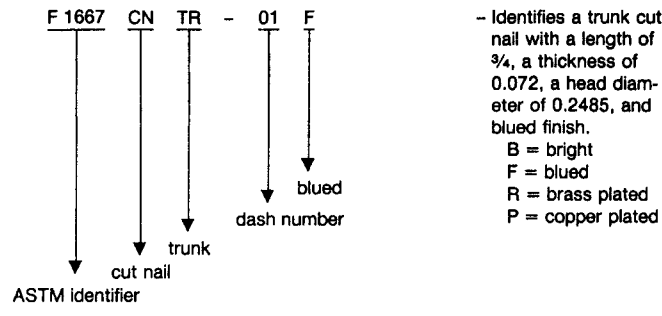 F 1667 CN TR - 01 F
blued
dash number
trunk
cut nail
ASTM identifier
– Identifies a trunk cut
nail with a length of
¾, a thickness of
0.072, a head diam-
eter of 0.2485, and
blued finish.
B = bright
F = blued
R = brass plated
P = copper plated